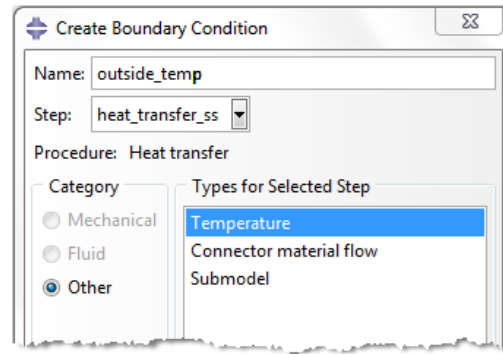 Create Boundary Condition
Name: outside_temp
Step: heat_transfer_ss
Procedure: Heat transfer
Category
Types for Selected Step
Mechanical
Fluid
Other
Temperature
Connector material flow
Submodel